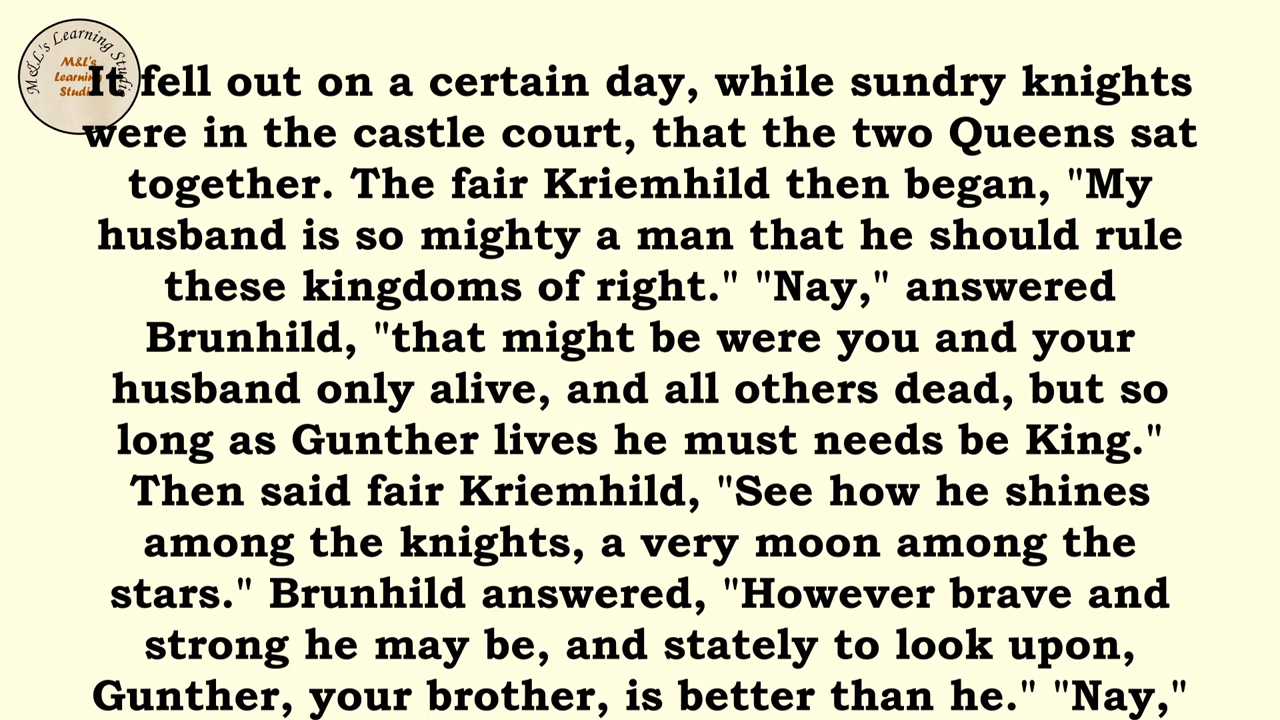 M&L's Learning Studio
M&L's
Learning
Studio
It fell out on a certain day, while sundry knights
were in the castle court, that the two Queens sat
together. The fair Kriemhild then began, "My
husband is so mighty a man that he should rule
these kingdoms of right." "Nay," answered
Brunhild, "that might be were you and your
husband only alive, and all others dead, but so
long as Gunther lives he must needs be King."
Then said fair Kriemhild, "See how he shines
among the knights, a very moon among the
stars." Brunhild answered, "However brave and
strong he may be, and stately to look upon,
Gunther, your brother, is better than he." "Nay,"